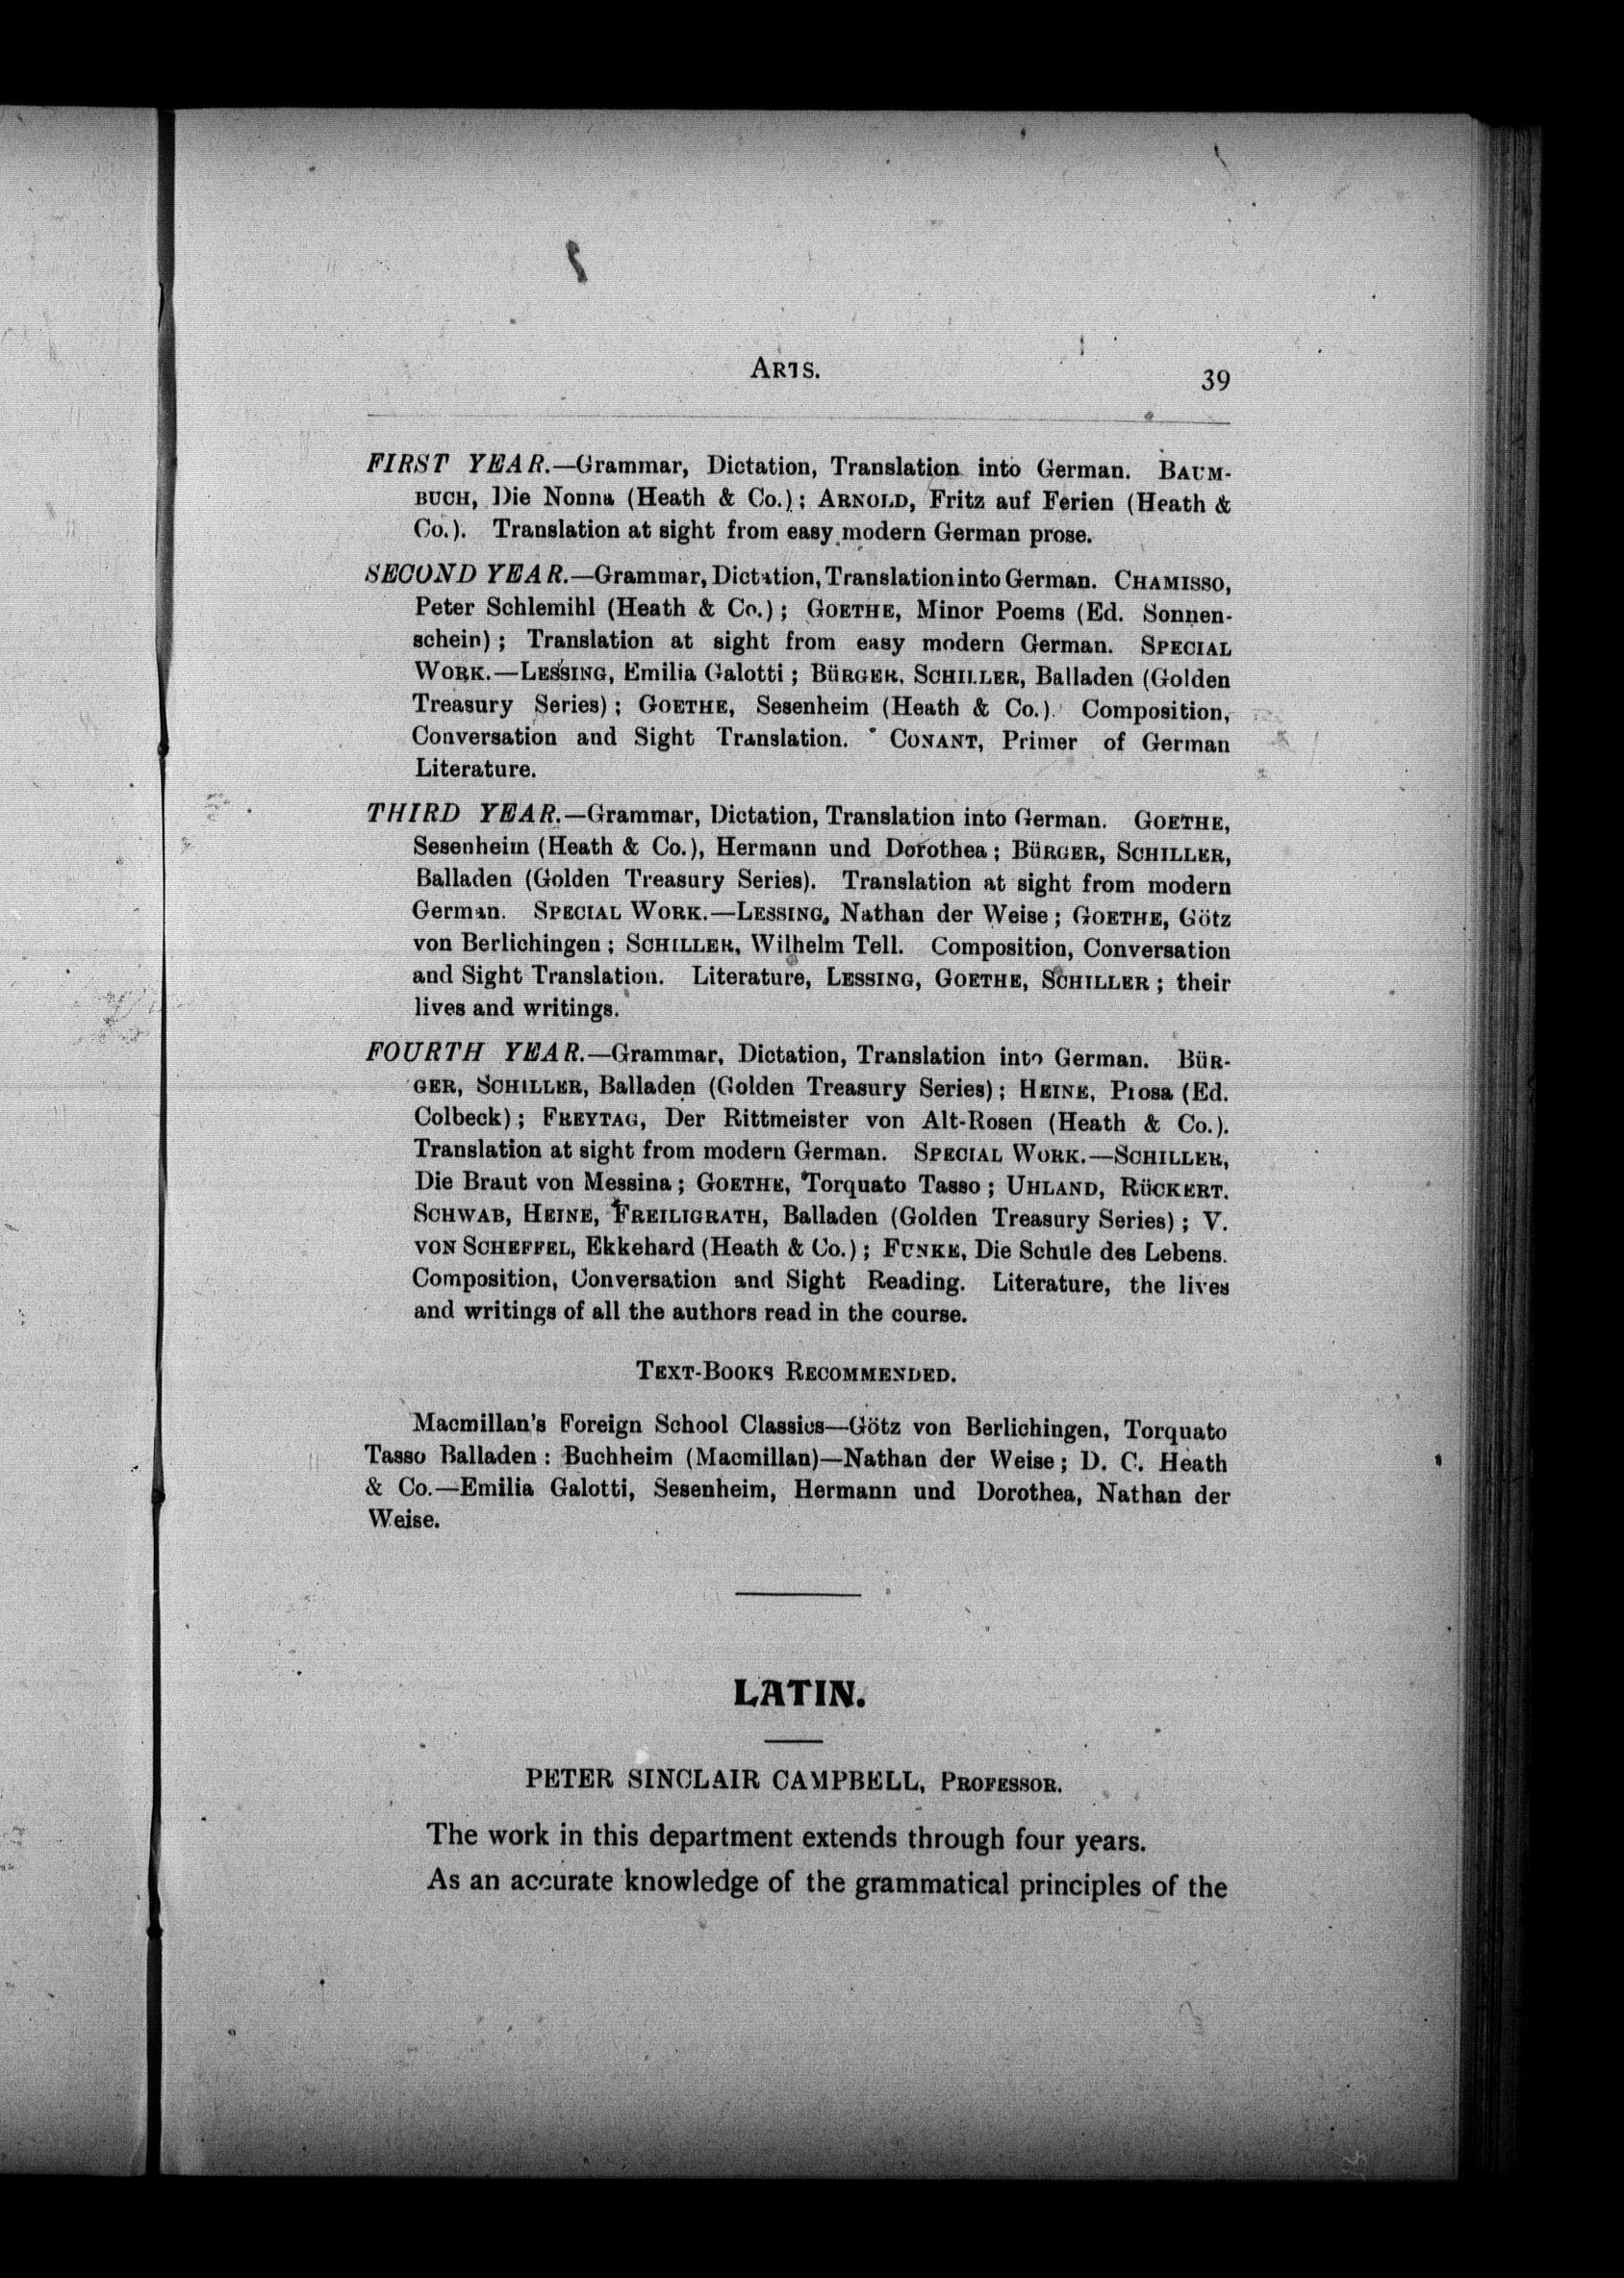 ARTS.
39
FIRST YEAR.—Grammar, Dictation, Translation into German. BAUM-
BUCH, Die Nonna (Heath & Co.); ARNOLD, Fritz auf Ferien (Heath &
Co.). Translation at sight from easy modern German prose.
SECOND YEAR.—Grammar, Dictation, Translation into German. CHAMISSO,
Peter Schlemihl (Heath & Co.); GOETHE, Minor Poems (Ed. Sonnen-
schein); Translation at sight from easy modern German. SPECIAL
WORK.—LESSING, Emilia Galotti; BÜRGER, SCHILLER, Balladen (Golden
Treasury Series); GOETHE, Sesenheim (Heath & Co.). Composition,
Conversation and Sight Translation. CONANT, Primer of German
Literature.
THIRD YEAR.—Grammar, Dictation, Translation into German. GOETHE,
Sesenheim (Heath & Co.), Hermann und Dorothea; BÜRGER, SCHILLER,
Balladen (Golden Treasury Series). Translation at sight from modern
German. SPECIAL WORK.—LESSING, Nathan der Weise; GOETHE, Götz
von Berlichingen; SCHILLER, Wilhelm Tell. Composition, Conversation
and Sight Translation. Literature, LESSING, GOETHE, SCHILLER; their
lives and writings.
FOURTH YEAR.—Grammar, Dictation, Translation into German. BÜR-
GER, SCHILLER, Balladen (Golden Treasury Series); HEINE, Prosa (Ed.
Colbeck); FREYTAG, Der Rittmeister von Alt-Rosen (Heath & Co.).
Translation at sight from modern German. SPECIAL WORK.—SCHILLER,
Die Braut von Messina; GOETHE, Torquato Tasso; UHLAND, RÜCKERT.
SCHWAB, HEINE, FREILIGRATH, Balladen (Golden Treasury Series); V.
VON SCHEFFEL, Ekkehard (Heath & Co.); FUNKE, Die Schule des Lebens.
Composition, Conversation and Sight Reading. Literature, the lives
and writings of all the authors read in the course.
TEXT-BOOKS RECOMMENDED.
Macmillan's Foreign School Classics—Götz von Berlichingen, Torquato
Tasso Balladen: Buchheim (Macmillan)—Nathan der Weise; D. C. Heath
& Co.—Emilia Galotti, Sesenheim, Hermann und Dorothea, Nathan der
Weise.
LATIN.
PETER SINCLAIR CAMPBELL, PROFESSOR.
The work in this department extends through four years.
As an accurate knowledge of the grammatical principles of the